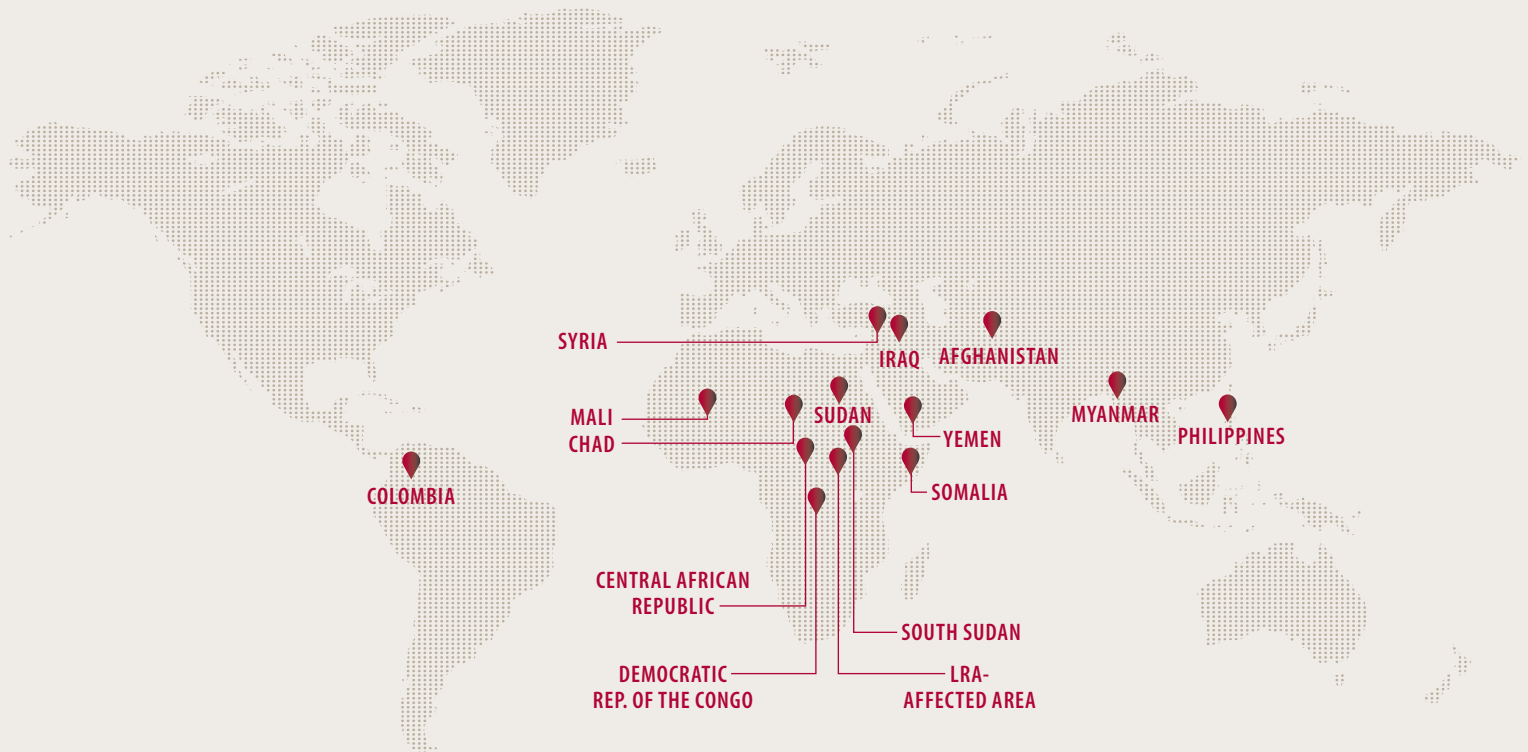 SYRIA
IRAQ
AFGHANISTAN
MALI
CHAD
SUDAN
YEMEN
MYANMAR
PHILIPPINES
COLOMBIA
SOMALIA
CENTRAL AFRICAN
REPUBLIC
SOUTH SUDAN
DEMOCRATIC
REP. OF THE CONGO
LRA-
AFFECTED AREA